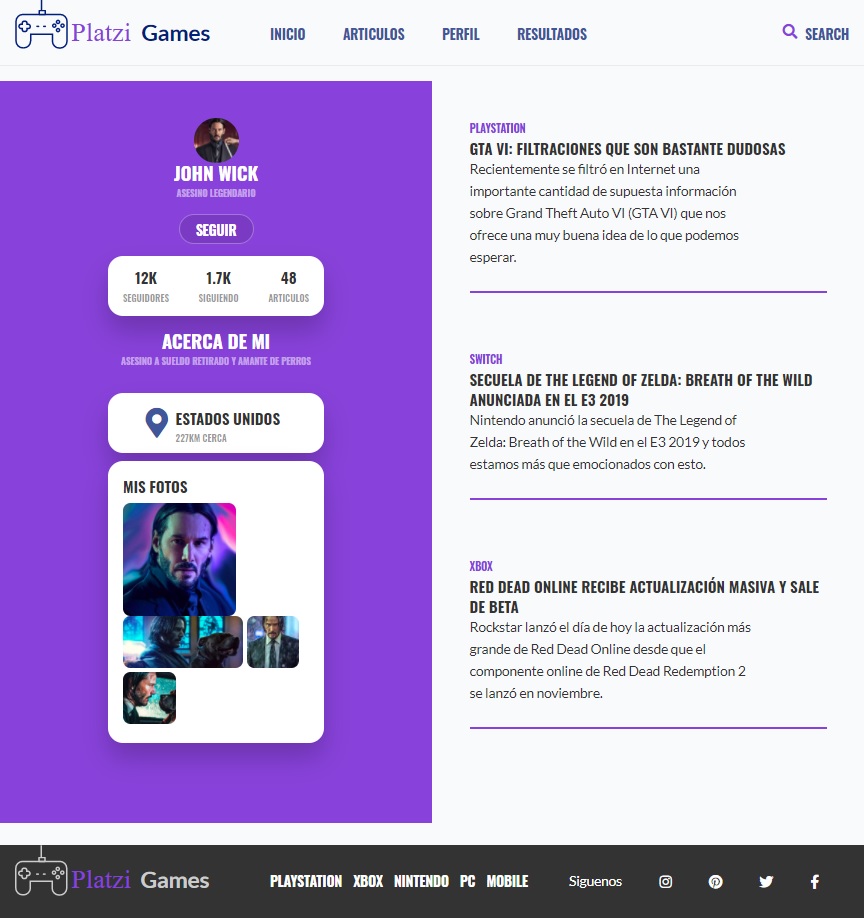 Platzi Games
INICIO
ARTICULOS
PERFIL
RESULTADOS
SEARCH
JOHN WICK
ASESINO LEGENDARIO
SEGUIR
12K
1.7K
48
SEGUIDORES
SIGUIENDO
ARTICULOS
ACERCA DE MI
ASESINO A SUELDO RETIRADO Y AMANTE DE PERROS
ESTADOS UNIDOS
227KM CERCA
MIS FOTOS
PLAYSTATION
GTA VI: FILTRACIONES QUE SON BASTANTE DUDOSAS
Recientemente se filtró en Internet una
importante cantidad de supuesta información
sobre Grand Theft Auto VI (GTA VI) que nos
ofrece una muy buena idea de lo que podemos
esperar.
SWITCH
SECUELA DE THE LEGEND OF ZELDA: BREATH OF THE WILD
ANUNCIADA EN EL E3 2019
Nintendo anunció la secuela de The Legend of
Zelda: Breath of the Wild en el E3 2019 y todos
estamos más que emocionados con esto.
XBOX
RED DEAD ONLINE RECIBE ACTUALIZACIÓN MASIVA Y SALE
DE BETA
Rockstar lanzó el día de hoy la actualización más
grande de Red Dead Online desde que el
componente online de Red Dead Redemption 2
se lanzó en noviembre.
Platzi Games
PLAYSTATION
XBOX
NINTENDO
PC
MOBILE
Siguenos